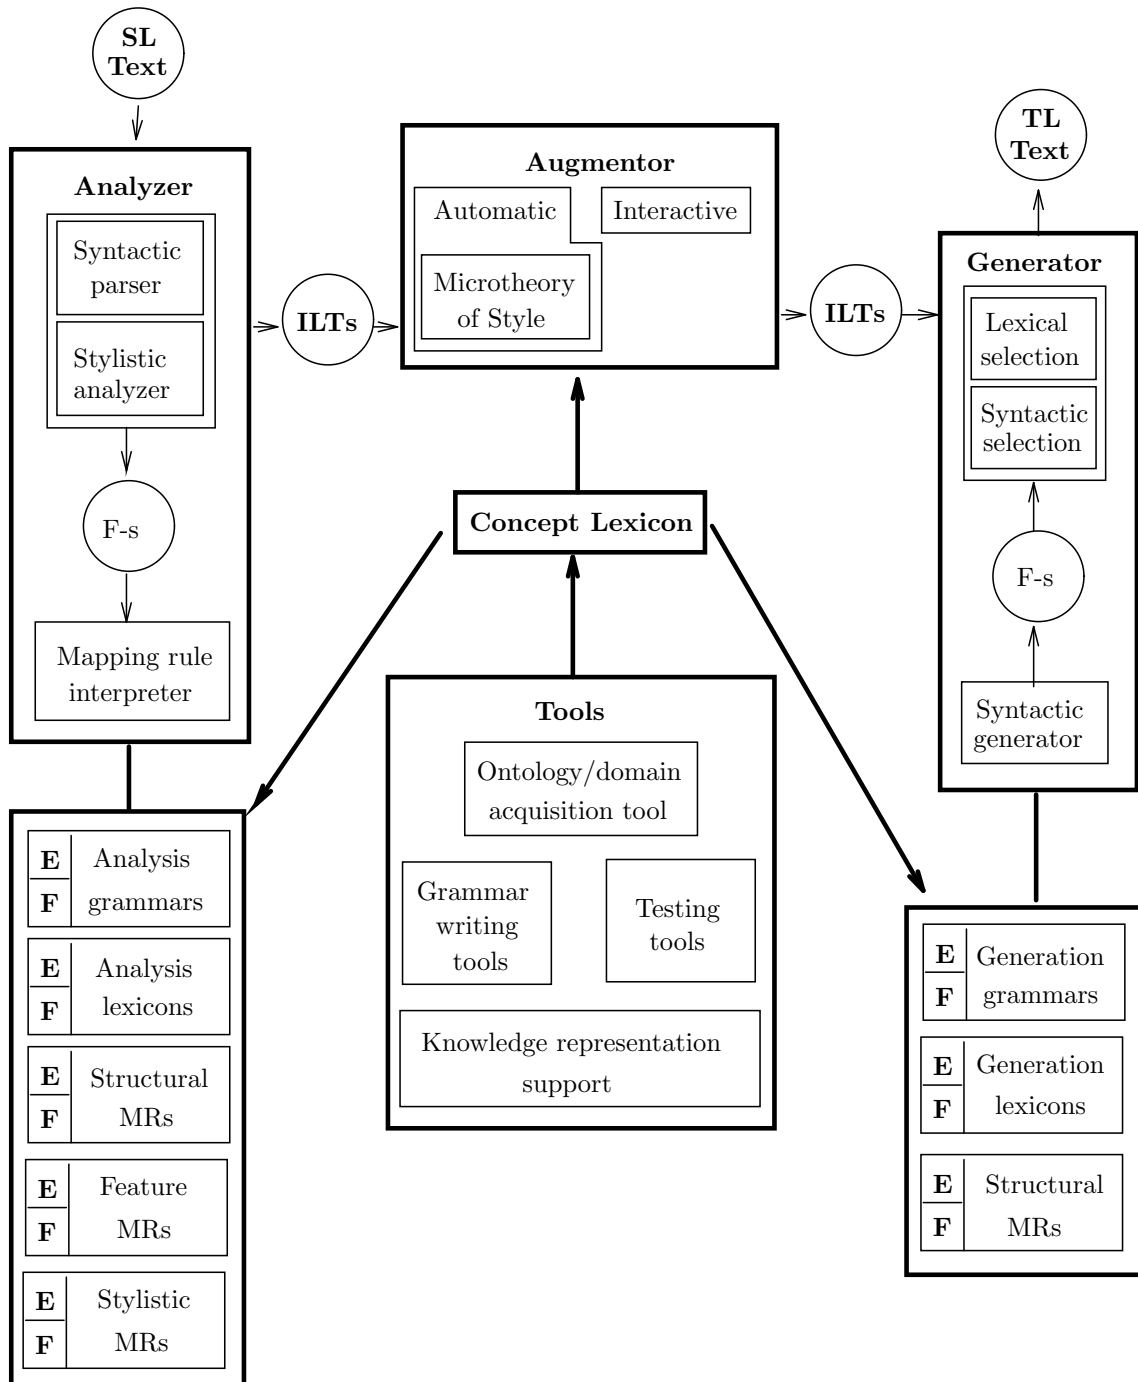 SL
Text
Analyzer
Syntactic
parser
Stylistic
analyzer
F-s
Mapping rule
interpreter
E
F
Analysis
grammars
E
F
Analysis
lexicons
E
F
Structural
MRs
E
F
Feature
MRs
E
F
Stylistic
MRs
ILTs
Augmentor
Automatic
Interactive
Microtheory
of Style
Concept Lexicon
Tools
Ontology/domain
acquisition tool
Grammar
writing
tools
Testing
tools
Knowledge representation
support
ILTs
TL
Text
Generator
Lexical
selection
Syntactic
selection
F-s
Syntactic
generator
E
F
Generation
grammars
E
F
Generation
lexicons
E
F
Structural
MRs